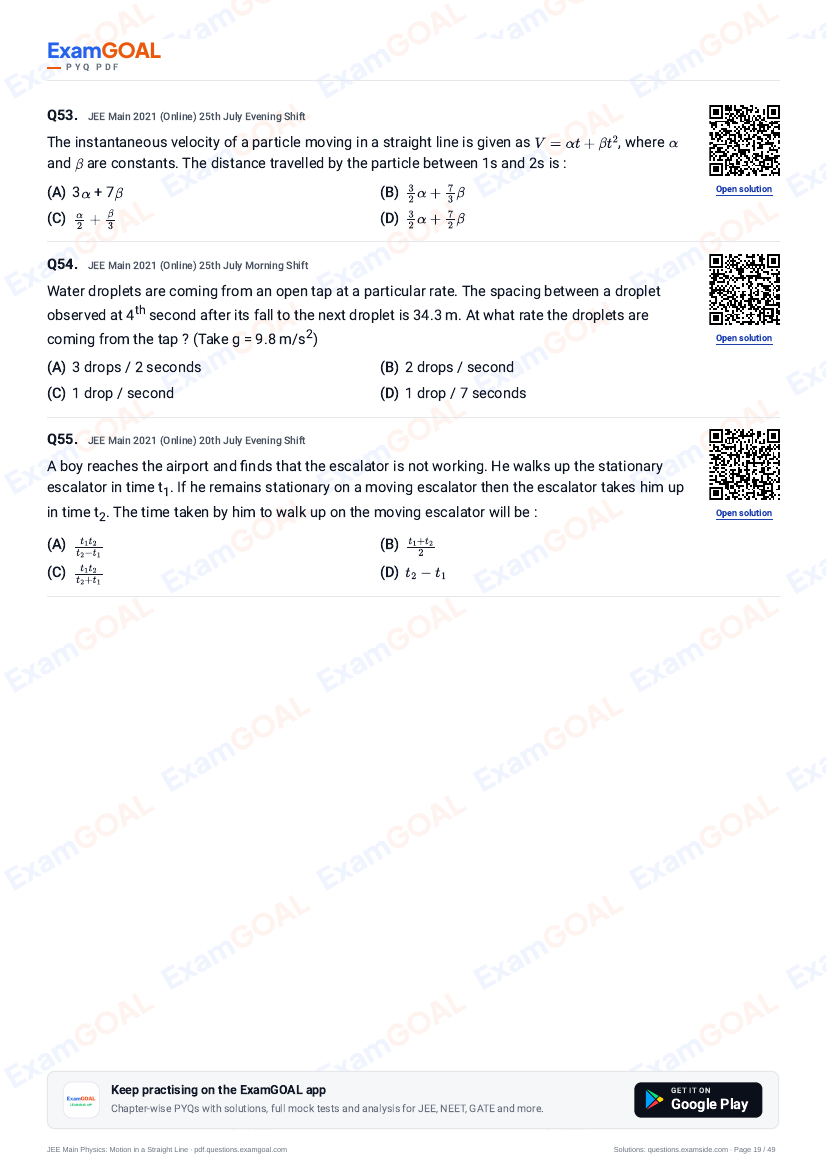 ExamGOAL
PYQ PDF
Q53. JEE Main 2021 (Online) 25th July Evening Shift
The instantaneous velocity of a particle moving in a straight line is given as V = αt + βt², where α
and β are constants. The distance travelled by the particle between 1s and 2s is :
(A) 3α + 7β (B) 3/2 α + 7/3 β
(C) α/2 + β/3 (D) 3/2 α + 7/2 β
Open solution
Q54. JEE Main 2021 (Online) 25th July Morning Shift
Water droplets are coming from an open tap at a particular rate. The spacing between a droplet
observed at 4th second after its fall to the next droplet is 34.3 m. At what rate the droplets are
coming from the tap ? (Take g = 9.8 m/s²)
(A) 3 drops / 2 seconds (B) 2 drops / second
(C) 1 drop / second (D) 1 drop / 7 seconds
Open solution
Q55. JEE Main 2021 (Online) 20th July Evening Shift
A boy reaches the airport and finds that the escalator is not working. He walks up the stationary
escalator in time t₁. If he remains stationary on a moving escalator then the escalator takes him up
in time t₂. The time taken by him to walk up on the moving escalator will be :
(A) t₁t₂/(t₂−t₁) (B) (t₁+t₂)/2
(C) t₁t₂/(t₂+t₁) (D) t₂ − t₁
Open solution
Keep practising on the ExamGOAL app
Chapter-wise PYQs with solutions, full mock tests and analysis for JEE, NEET, GATE and more.
ExamGOAL
GET IT ON
Google Play
JEE Main Physics: Motion in a Straight Line · pdf.questions.examgoal.com
Solutions: questions.examside.com · Page 19 / 49